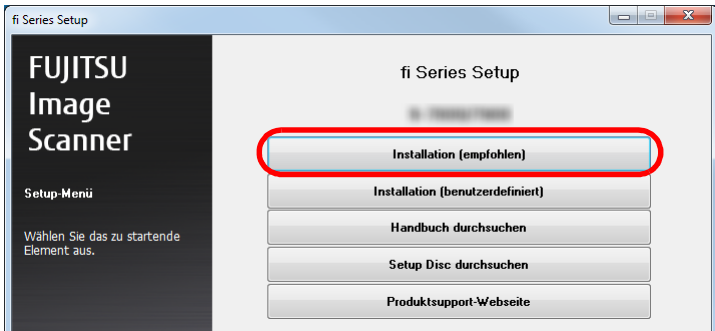 fi Series Setup
FUJITSU
Image
Scanner
Setup-Menü
Wählen Sie das zu startende
Element aus.
fi Series Setup
Installation (empfohlen)
Installation (benutzerdefiniert)
Handbuch durchsuchen
Setup Disc durchsuchen
Produktsupport-Webseite